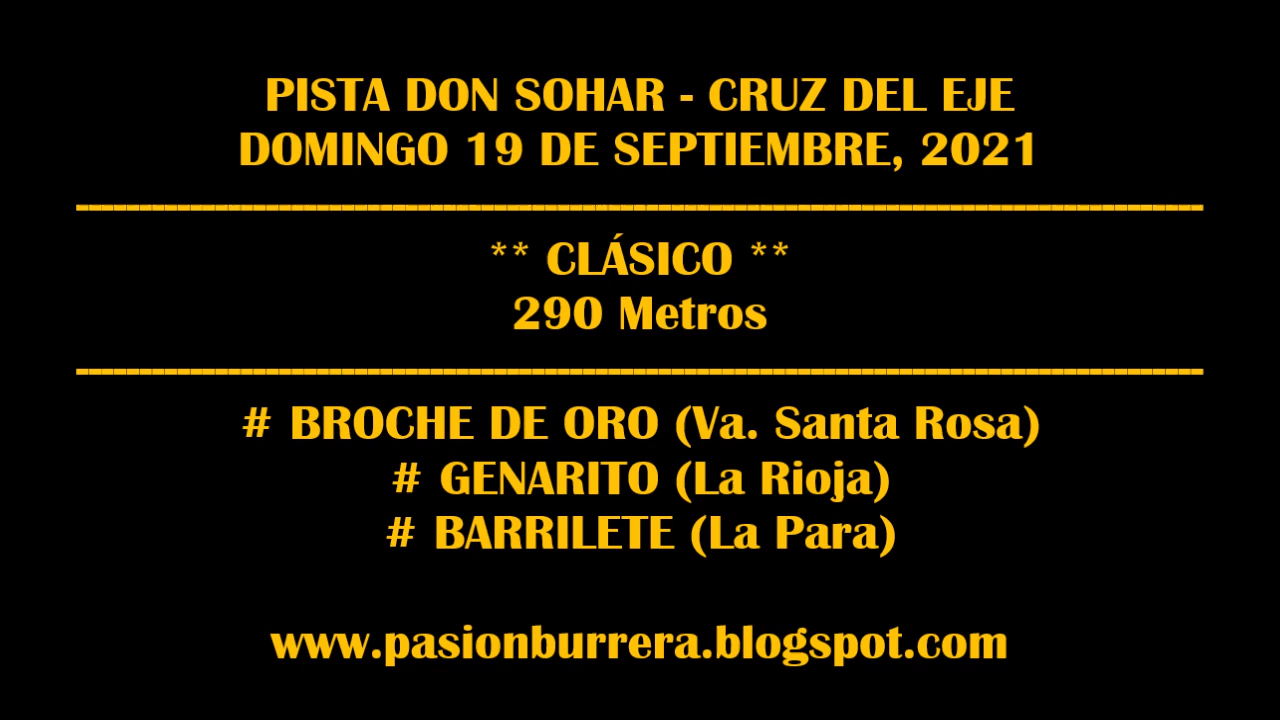 PISTA DON SOHAR - CRUZ DEL EJE
DOMINGO 19 DE SEPTIEMBRE, 2021
** CLÁSICO **
290 Metros
# BROCHE DE ORO (Va. Santa Rosa)
# GENARITO (La Rioja)
# BARRILETE (La Para)
www.pasionburrera.blogspot.com